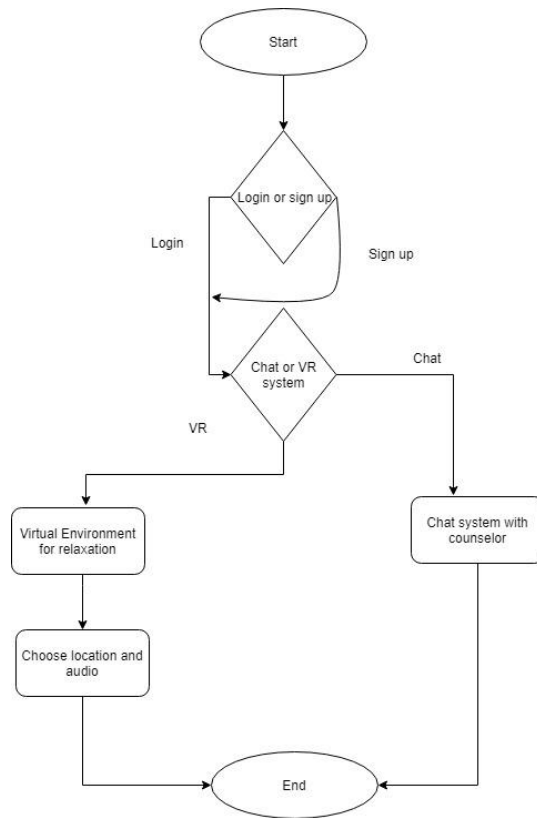 Start
Login or sign up
Login
Sign up
Chat or VR
system
Chat
VR
Virtual Environment
for relaxation
Chat system with
counselor
Choose location and
audio
End